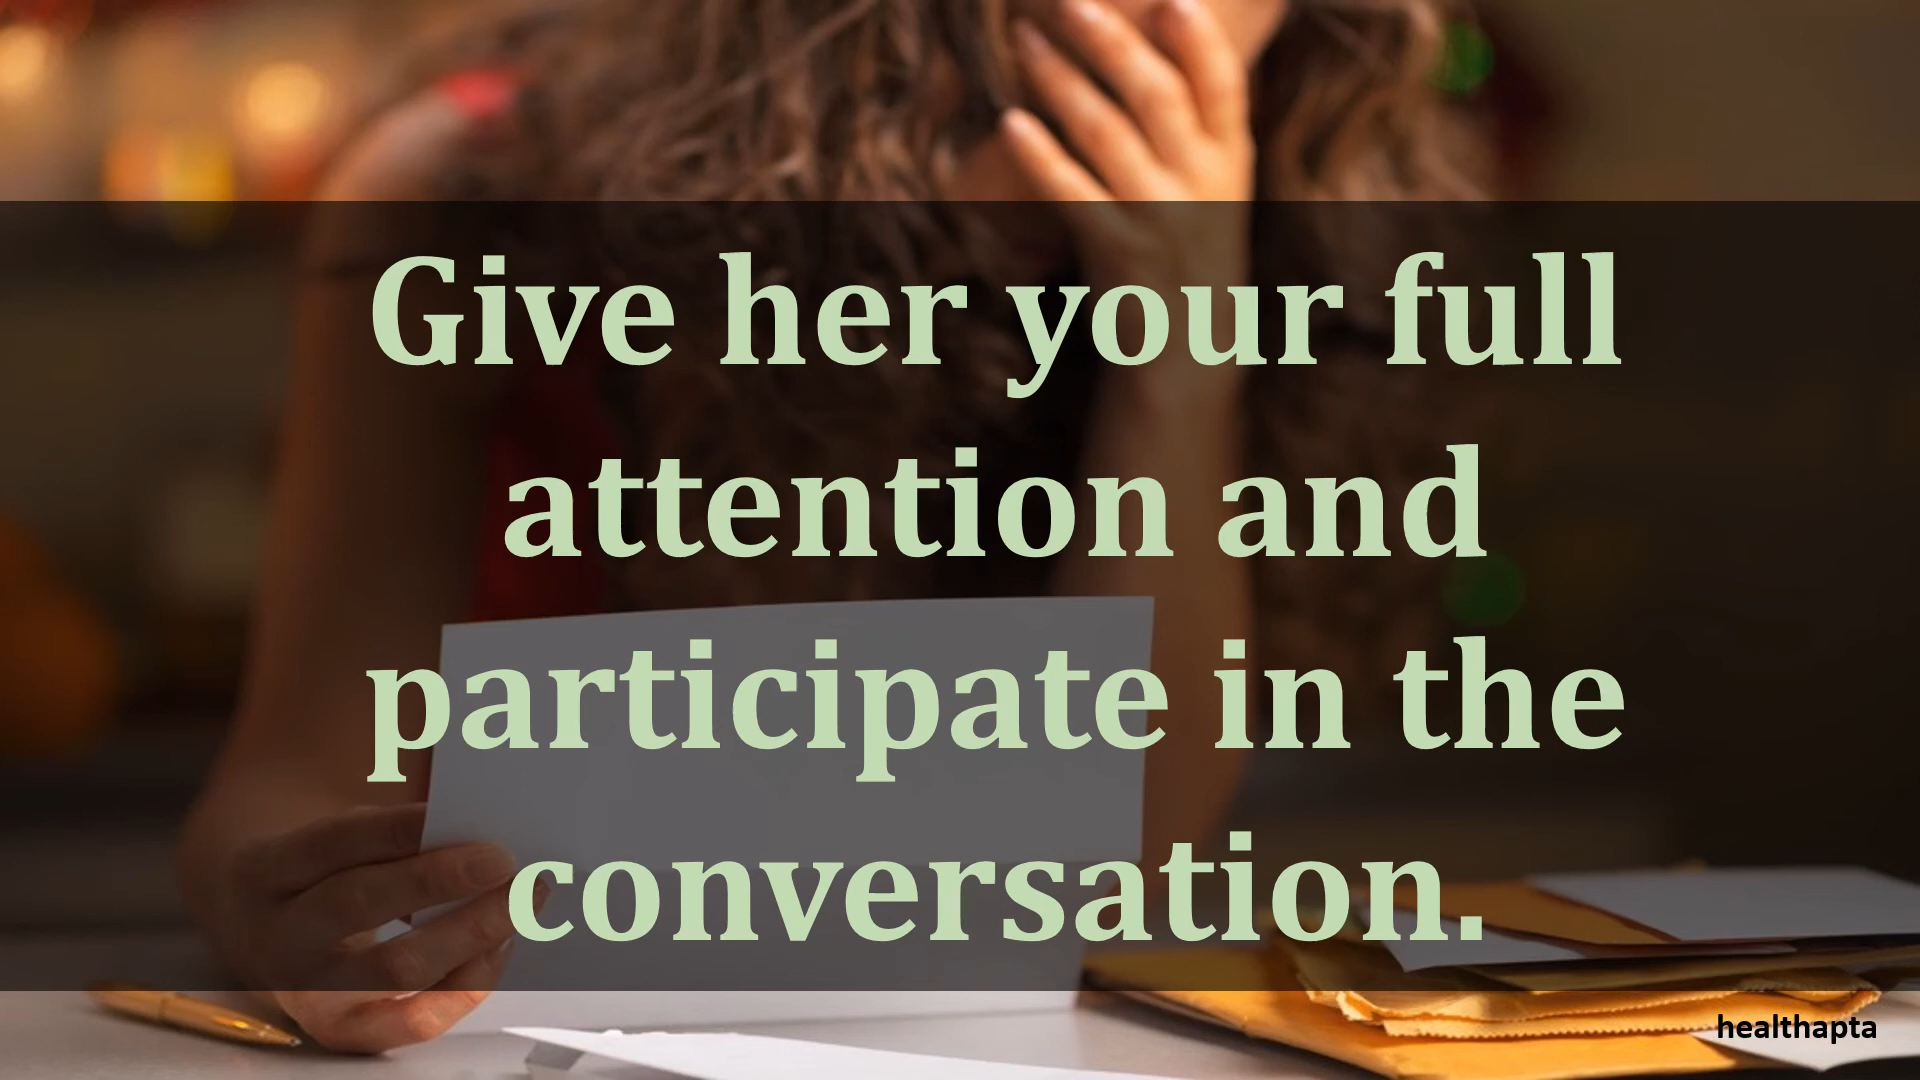 Give her your full
attention and
participate in the
conversation.
healthapta